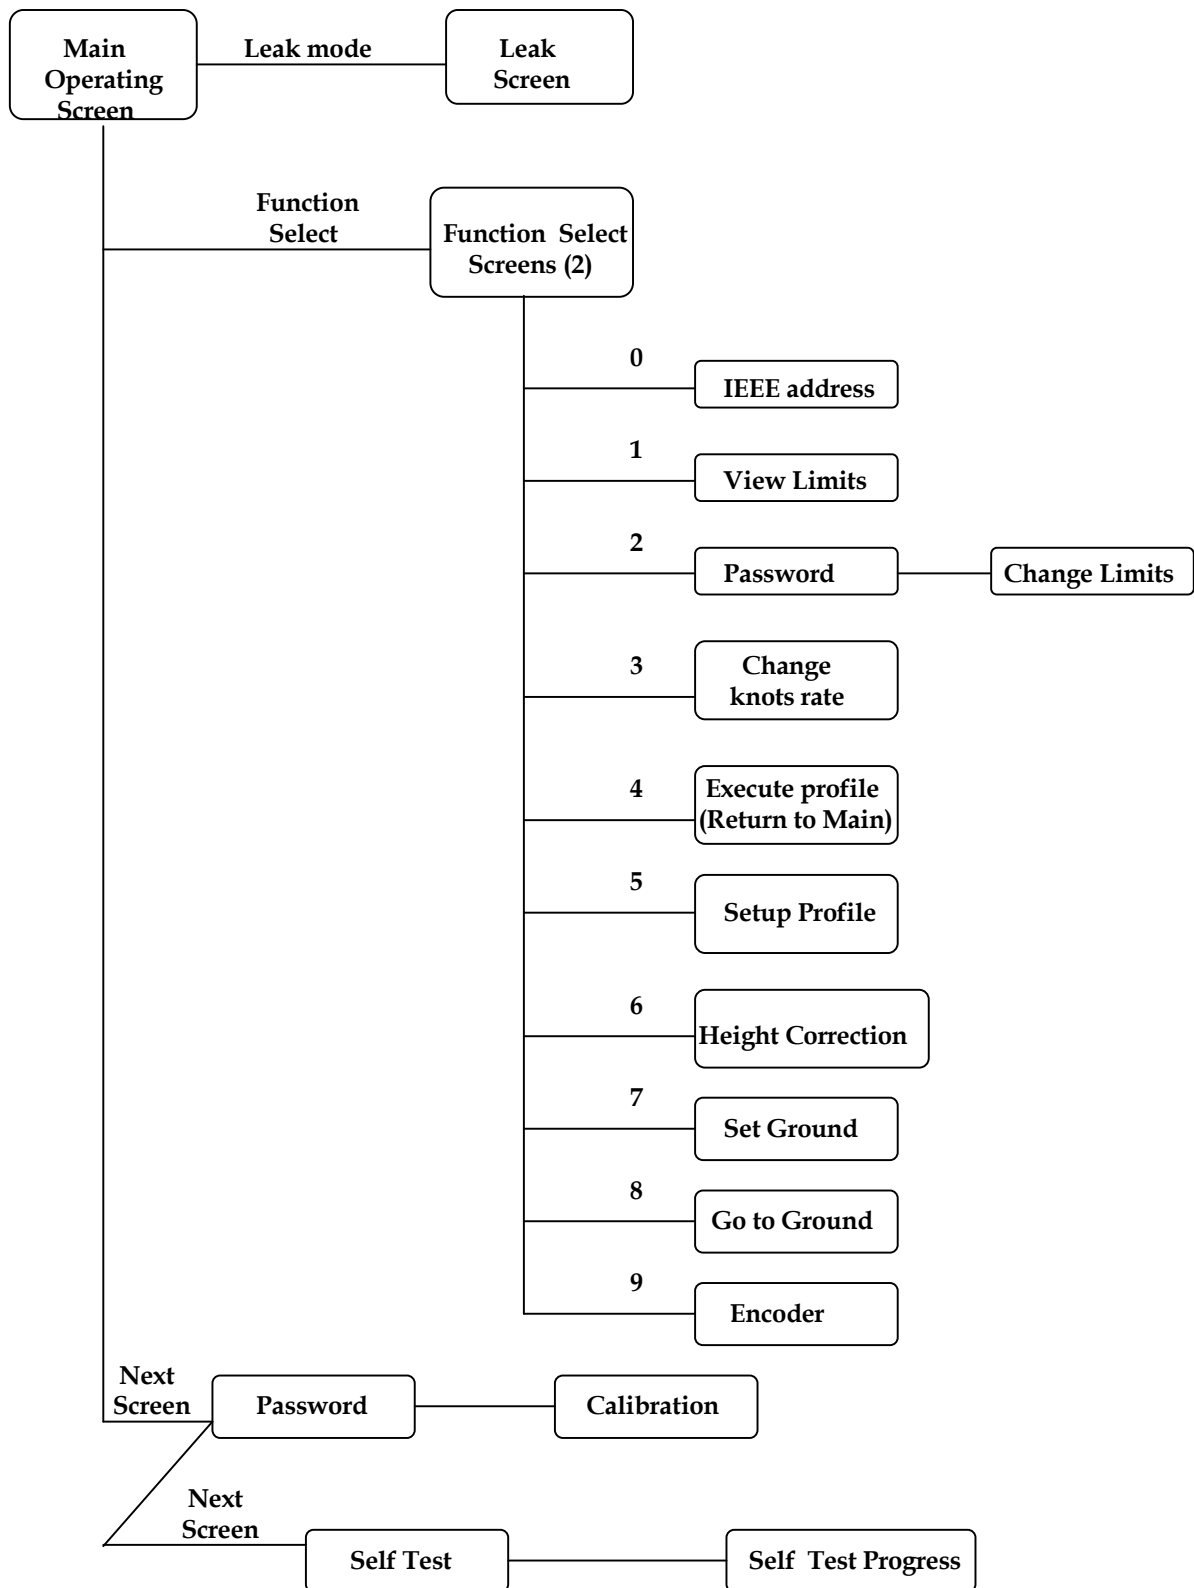 Main
Operating
Screen
Leak mode
Leak
Screen
Function
Select
Function Select
Screens (2)
0
IEEE address
1
View Limits
2
Password
Change Limits
3
Change
knots rate
4
Execute profile
(Return to Main)
5
Setup Profile
6
Height Correction
7
Set Ground
8
Go to Ground
9
Encoder
Next
Screen
Password
Calibration
Next
Screen
Self Test
Self Test Progress